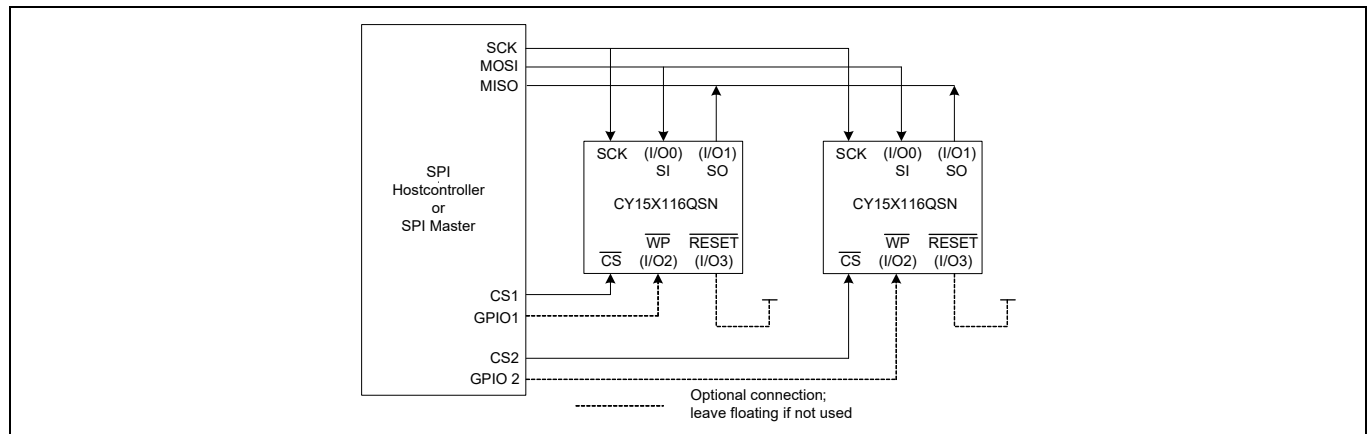 SCK
MOSI
MISO
SPI
Hostcontroller
or
SPI Master
CS1
GPIO1
CS2
GPIO 2
SCK (I/O0) (I/O1)
SI SO
CY15X116QSN
WP RESET
CS (I/O2) (I/O3)
SCK (I/O0) (I/O1)
SI SO
CY15X116QSN
WP RESET
CS (I/O2) (I/O3)
Optional connection;
leave floating if not used